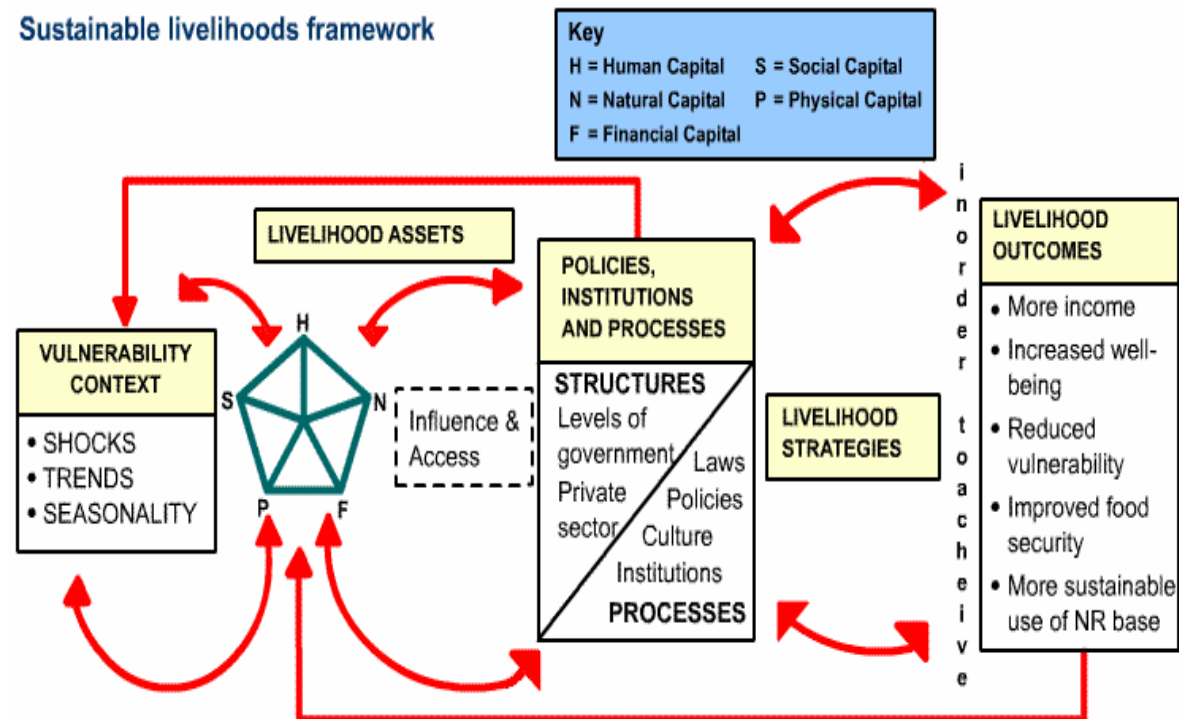 Sustainable livelihoods framework
Key
H = Human Capital S = Social Capital
N = Natural Capital P = Physical Capital
F = Financial Capital
LIVELIHOOD ASSETS
H
S
N
P
F
VULNERABILITY
CONTEXT
• SHOCKS
• TRENDS
• SEASONALITY
Influence &
Access
POLICIES,
INSTITUTIONS
AND PROCESSES
STRUCTURES
Levels of
government
Private
sector
Laws
Policies
Culture
Institutions
PROCESSES
LIVELIHOOD
STRATEGIES
inorder toacheive
LIVELIHOOD
OUTCOMES
• More income
• Increased well-
being
• Reduced
vulnerability
• Improved food
security
• More sustainable
use of NR base